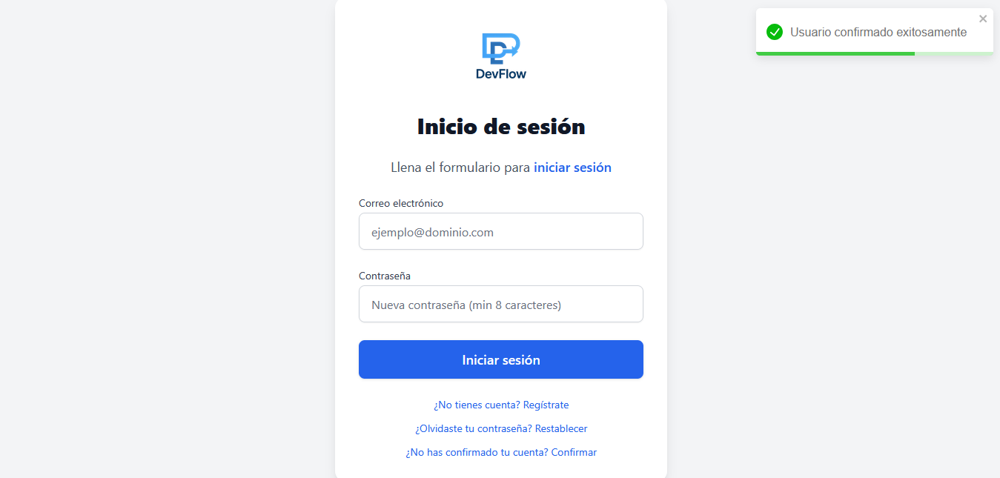 Usuario confirmado exitosamente
DevFlow
Inicio de sesión
Llena el formulario para iniciar sesión
Correo electrónico
ejemplo@dominio.com
Contraseña
Nueva contraseña (min 8 caracteres)
Iniciar sesión
¿No tienes cuenta? Regístrate
¿Olvidaste tu contraseña? Restablecer
¿No has confirmado tu cuenta? Confirmar